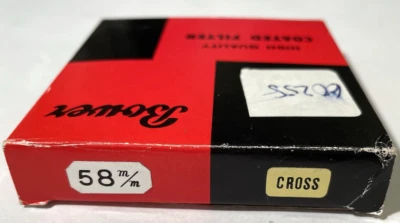 HIGH QUALITY
COATED FILTER
Bower
58 m/m
CROSS